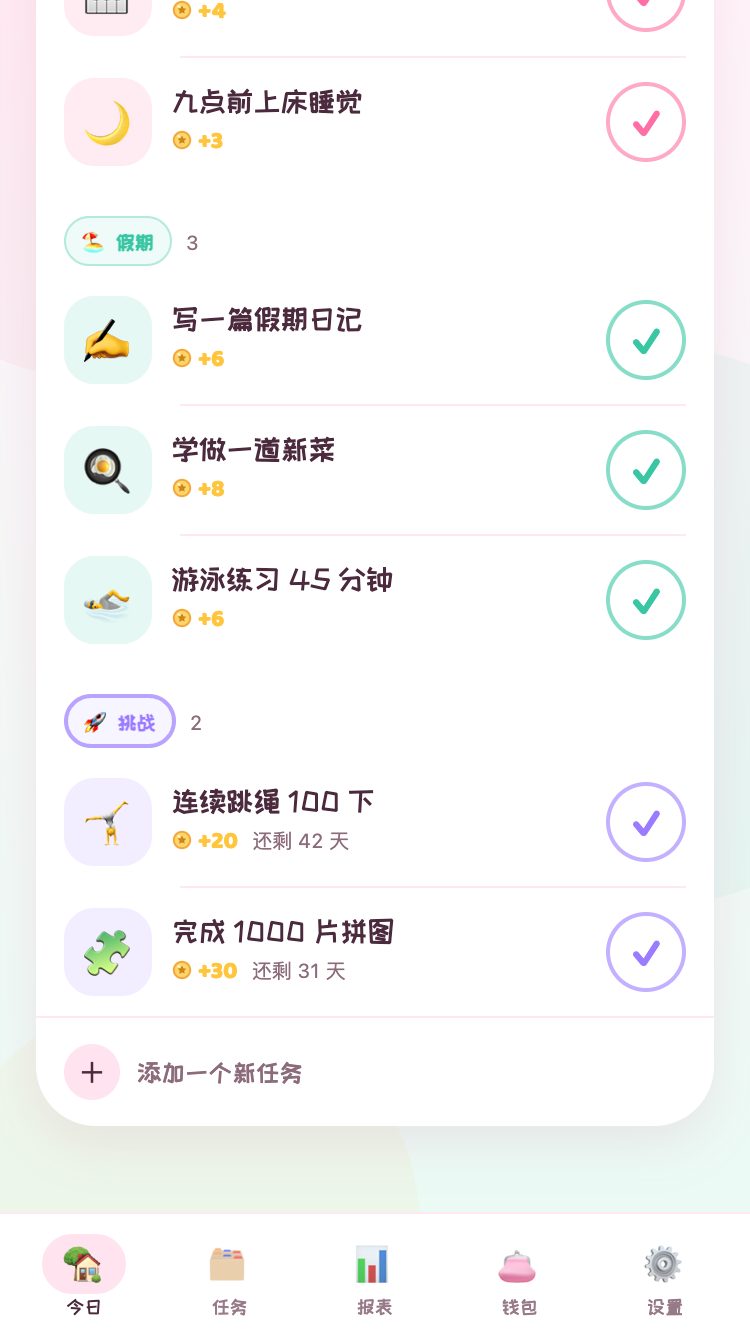 +4
九点前上床睡觉
+3
假期 3
写一篇假期日记
+6
学做一道新菜
+8
游泳练习 45 分钟
+6
挑战 2
连续跳绳 100 下
+20 还剩 42 天
完成 1000 片拼图
+30 还剩 31 天
+ 添加一个新任务
今日 任务 报表 钱包 设置